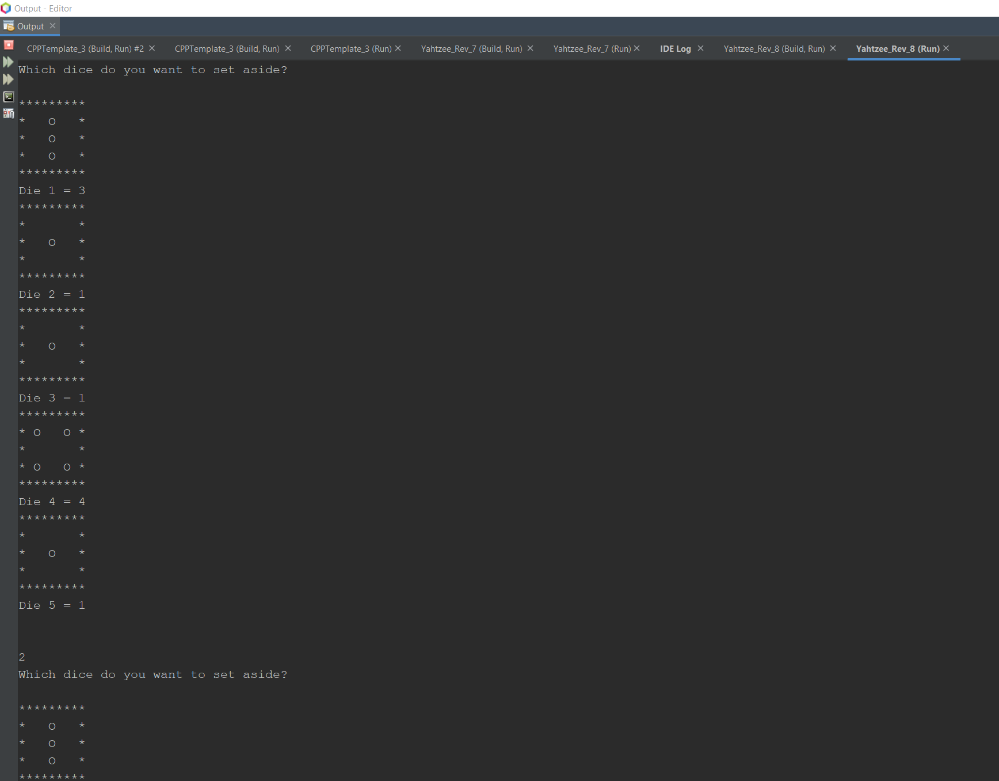 Output - Editor
Output
CPPTemplate_3 (Build, Run) #2 CPPTemplate_3 (Build, Run) CPPTemplate_3 (Run) Yahtzee_Rev_7 (Build, Run) Yahtzee_Rev_7 (Run) IDE Log Yahtzee_Rev_8 (Build, Run) Yahtzee_Rev_8 (Run)
Which dice do you want to set aside?
*********
*   o   *
*   o   *
*   o   *
*********
Die 1 = 3
*********
*       *
*   o   *
*       *
*********
Die 2 = 1
*********
*       *
*   o   *
*       *
*********
Die 3 = 1
*********
* o   o *
*       *
* o   o *
*********
Die 4 = 4
*********
*       *
*   o   *
*       *
*********
Die 5 = 1
2
Which dice do you want to set aside?
*********
*   o   *
*   o   *
*   o   *
*********